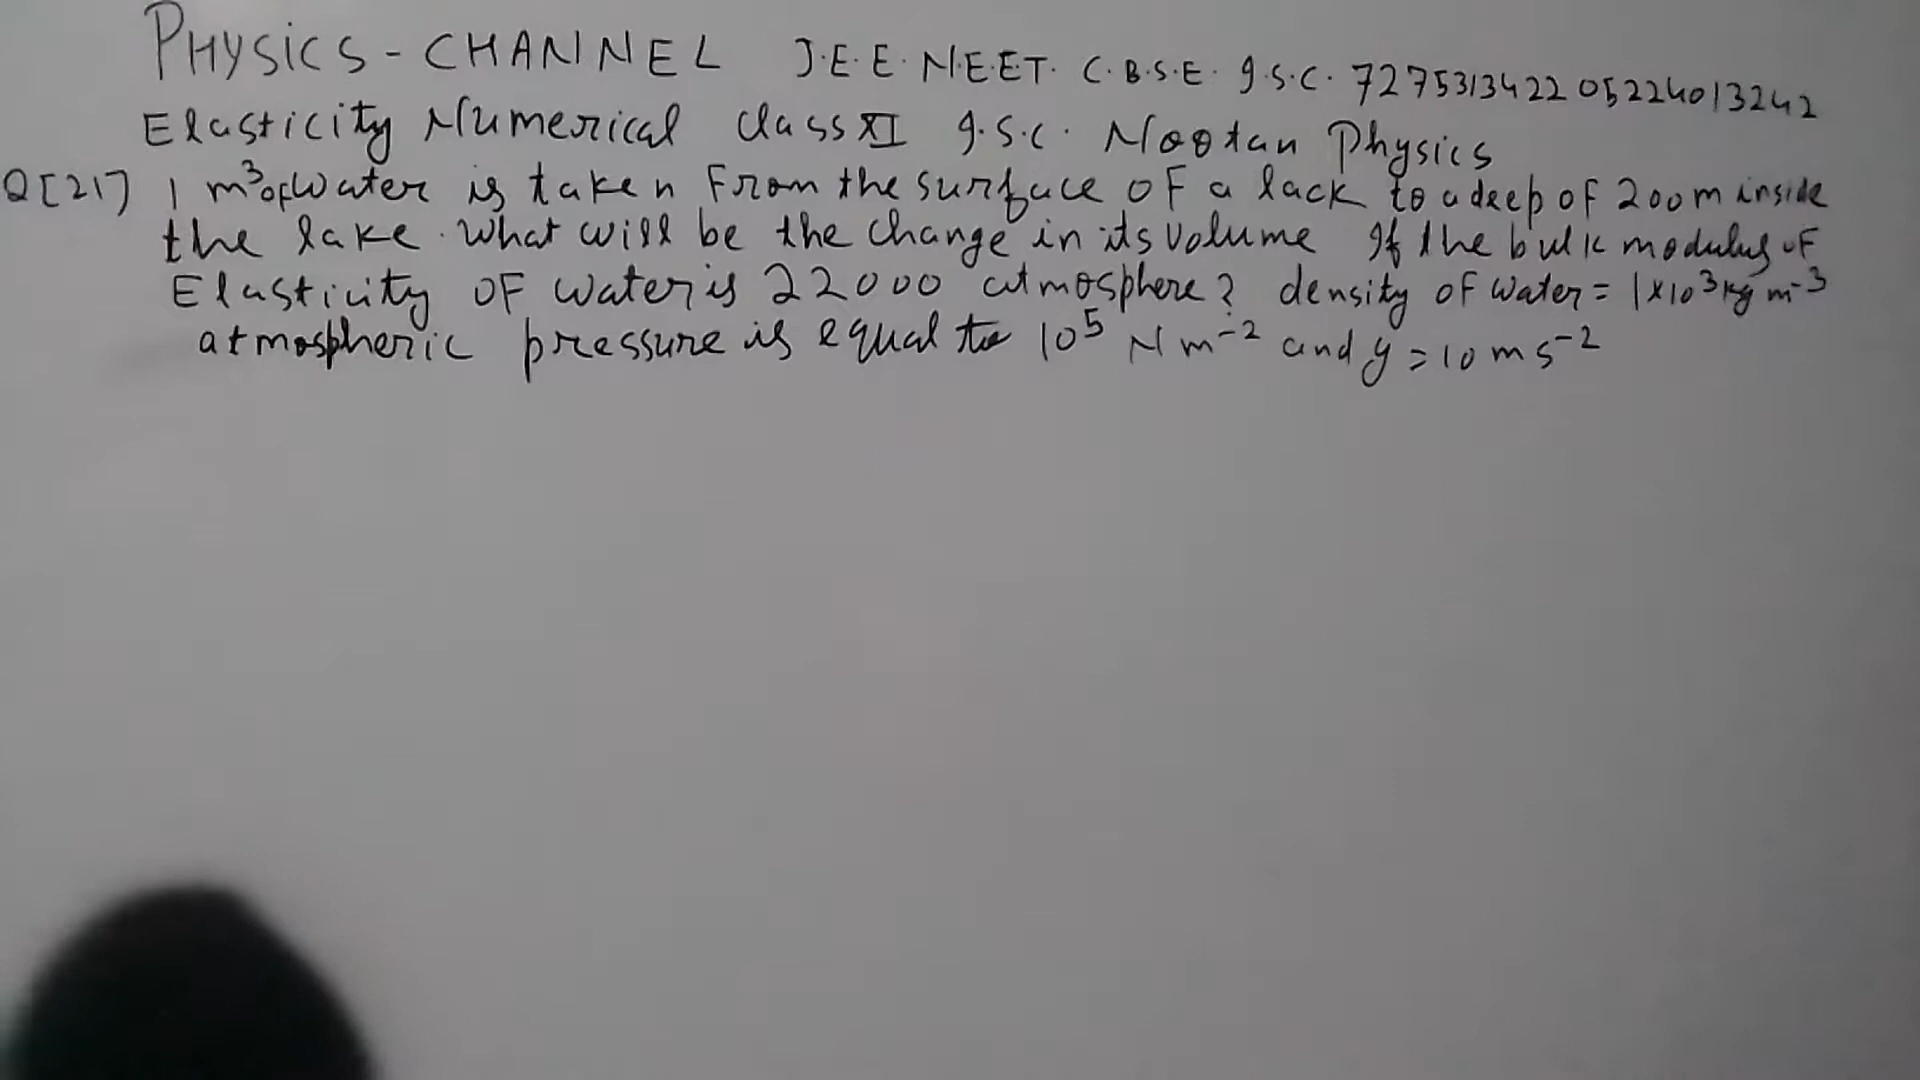 PHYSICS - CHANNEL J.E.E. N.E.E.T. C.B.S.E. I.S.C. 7275313422 05224013242
Elasticity Numerical class XI I.S.C. Nootan Physics
Q[21] 1 m³ of water is taken from the surface of a lack to a deep of 200 m inside
the lake. What will be the change in its volume If the bulk modulus of
Elasticity of water is 22000 atmosphere? density of water = 1×10³ kg m⁻³
atmospheric pressure is equal to 10⁵ N m⁻² and g = 10 m s⁻²